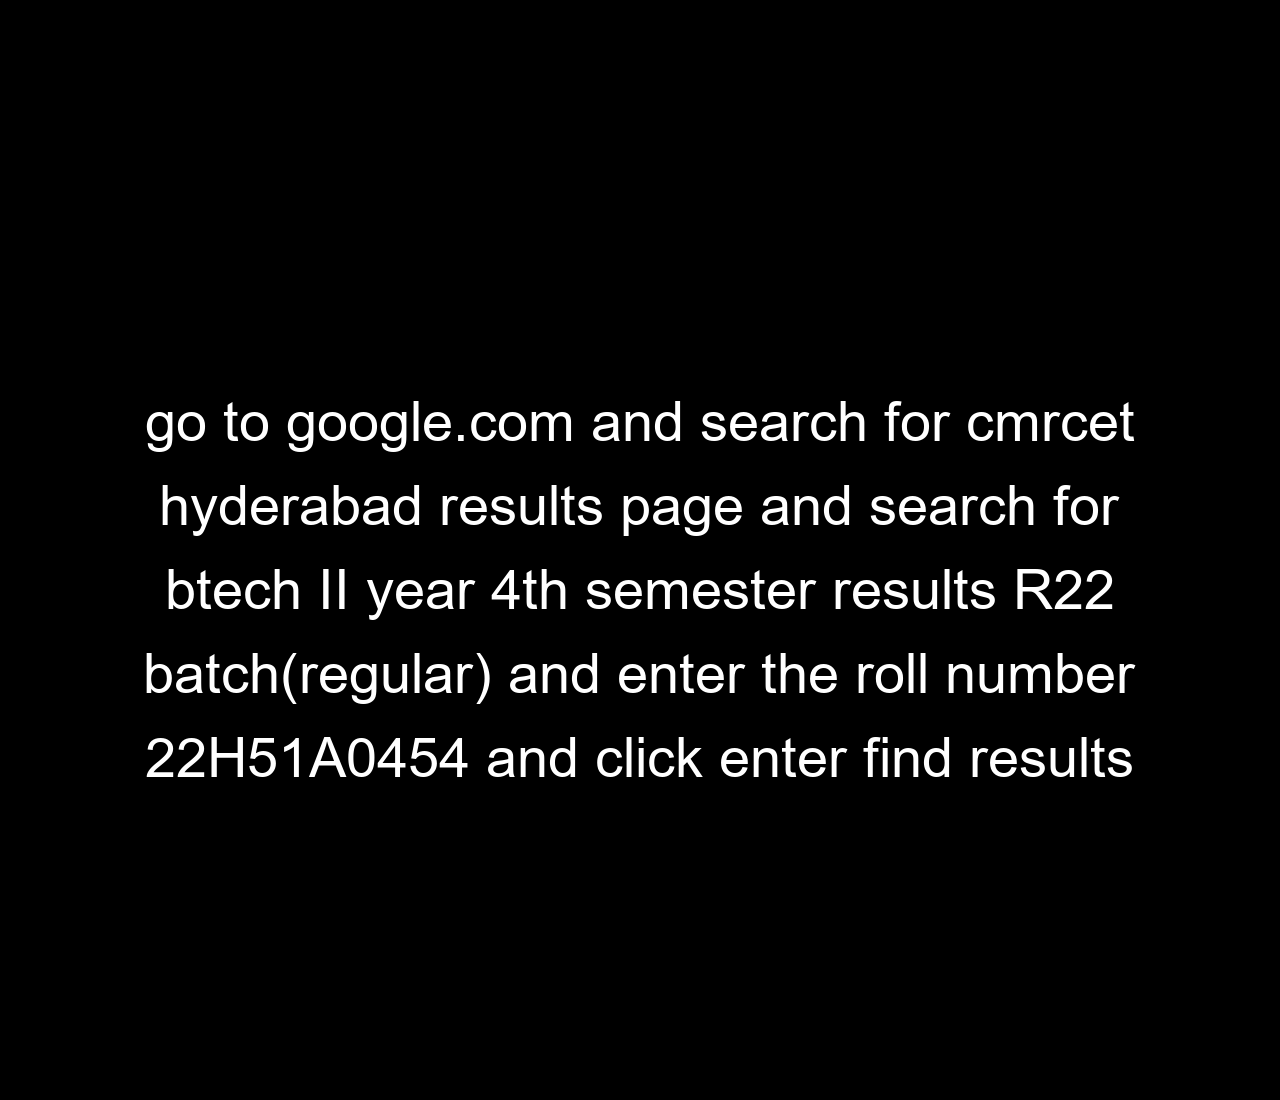 go to google.com and search for cmrcet
hyderabad results page and search for
btech II year 4th semester results R22
batch(regular) and enter the roll number
22H51A0454 and click enter find results